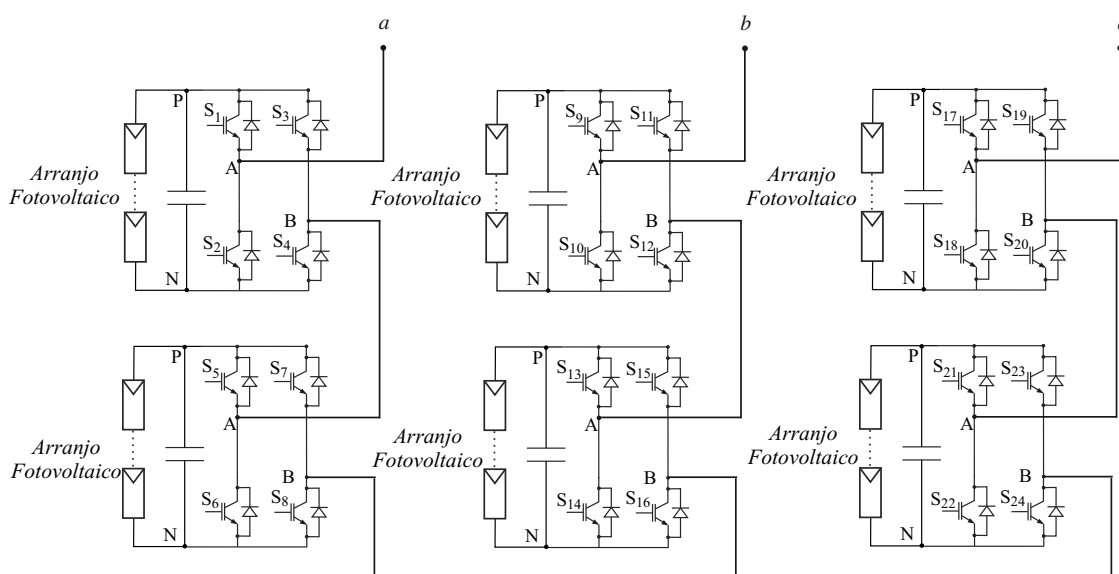 a
b
P
S1
S3
A
Arranjo
Fotovoltaico
B
S2
S4
N
P
S9
S11
A
Arranjo
Fotovoltaico
B
S10
S12
N
P
S17
S19
A
Arranjo
Fotovoltaico
B
S18
S20
N
P
S5
S7
A
Arranjo
Fotovoltaico
B
S6
S8
N
P
S13
S15
A
Arranjo
Fotovoltaico
B
S14
S16
N
P
S21
S23
A
Arranjo
Fotovoltaico
B
S22
S24
N